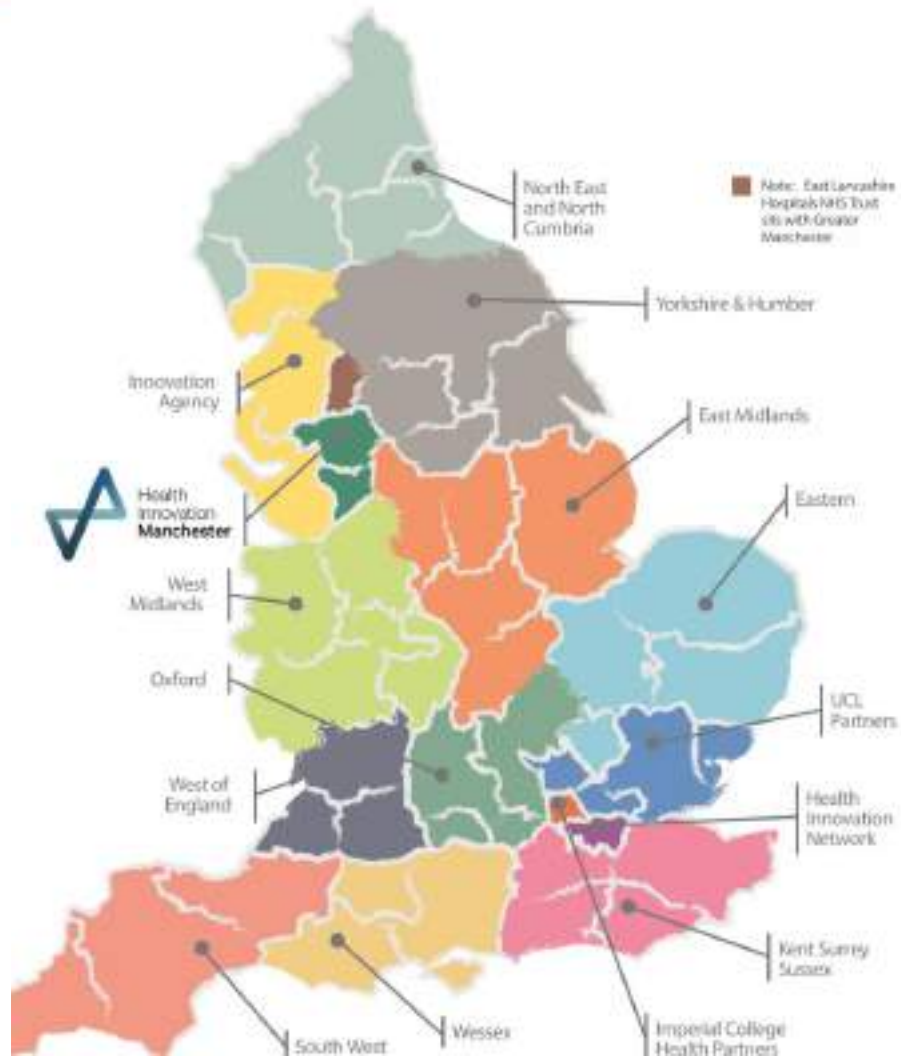 North East
and North
Cumbria
Note: East Lancashire
Hospitals NHS Trust
sits with Greater
Manchester
Yorkshire & Humber
Innovation
Agency
East Midlands
Health
Innovation
Manchester
Eastern
West
Midlands
Oxford
UCL
Partners
West of
England
Health
Innovation
Network
Kent Surrey
Sussex
Wessex
South West
Imperial College
Health Partners